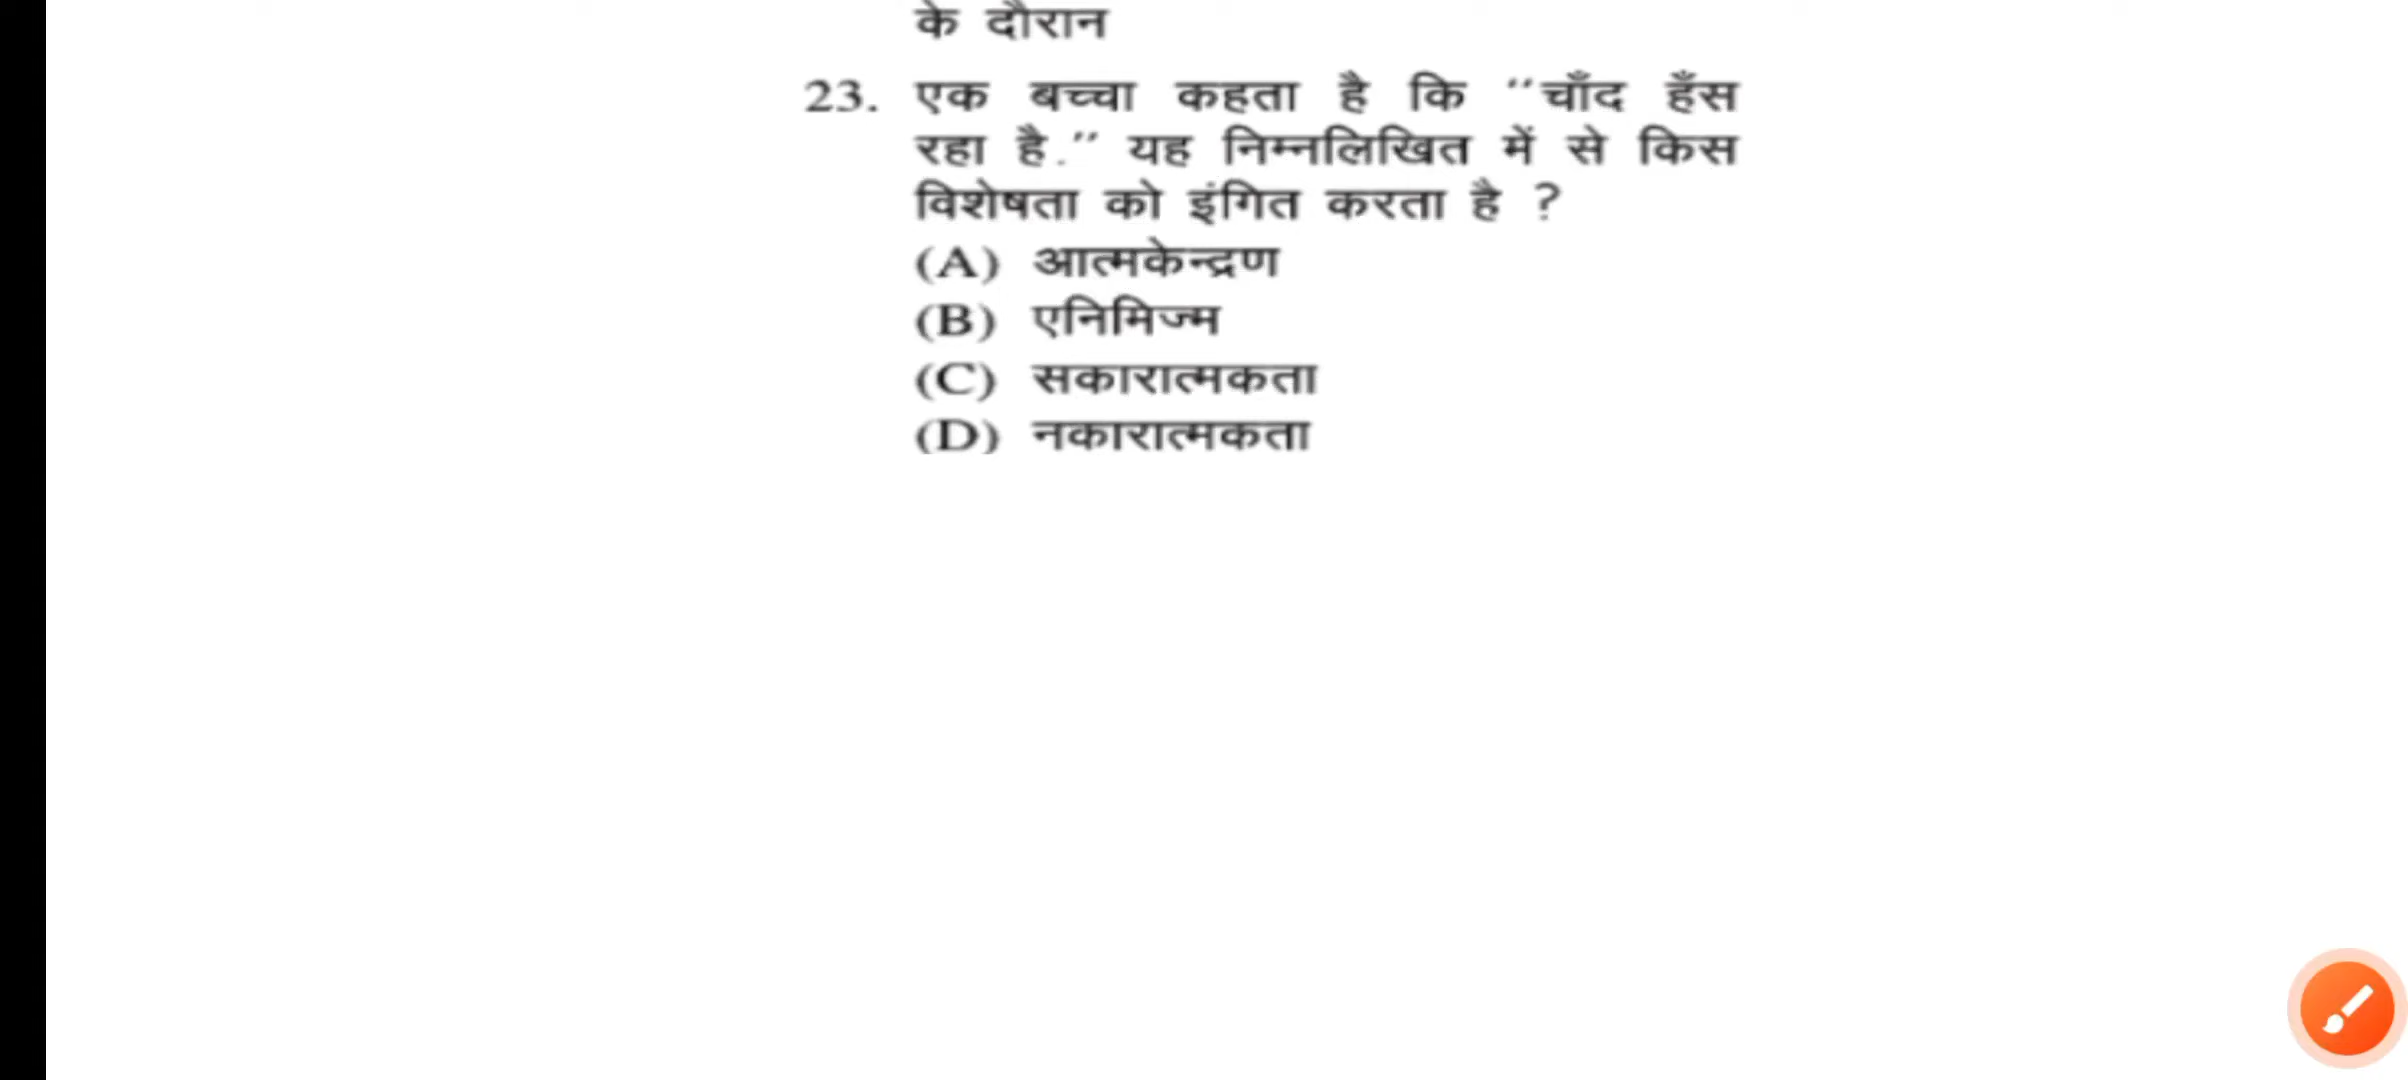 के दौरान
23. एक बच्चा कहता है कि ‘‘चाँद हँस
रहा है.’’ यह निम्नलिखित में से किस
विशेषता को इंगित करता है ?
(A) आत्मकेन्द्रण
(B) एनिमिज्म
(C) सकारात्मकता
(D) नकारात्मकता